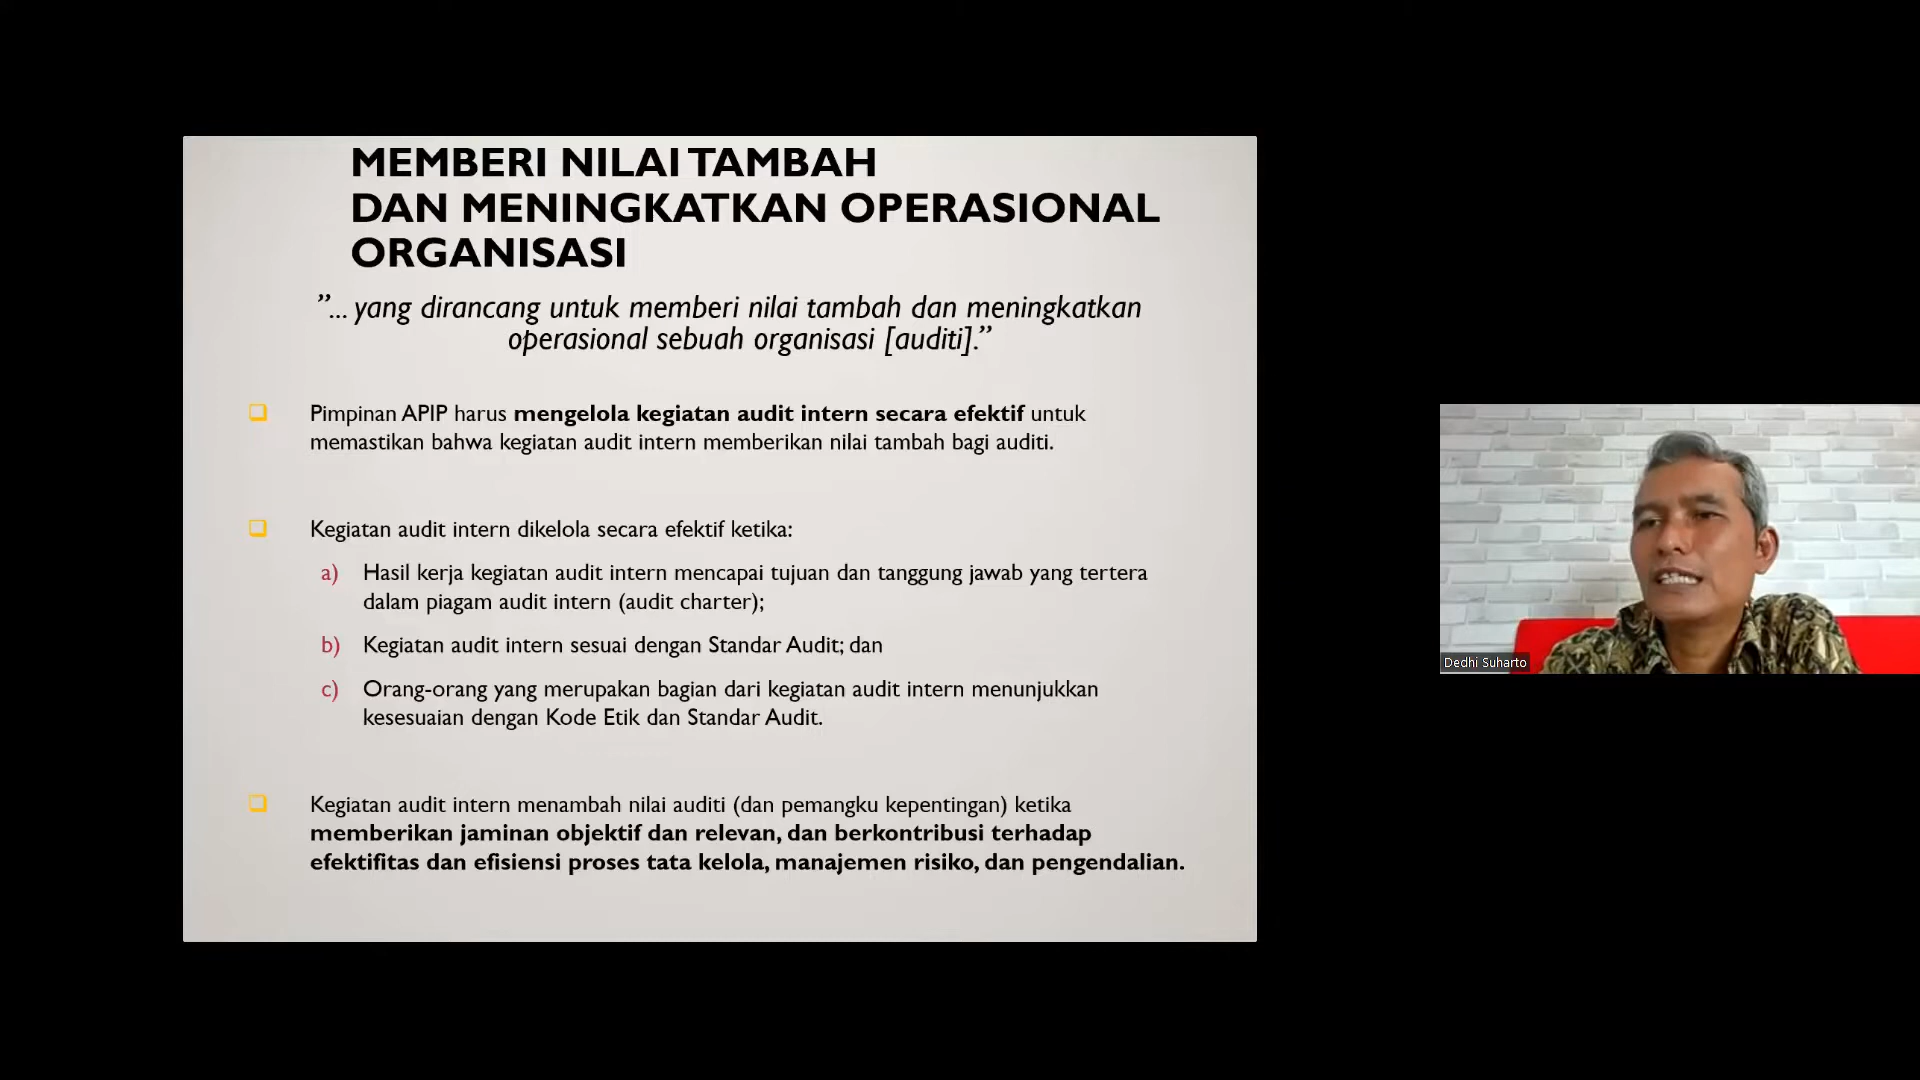 MEMBERI NILAI TAMBAH
DAN MENINGKATKAN OPERASIONAL
ORGANISASI
”... yang dirancang untuk memberi nilai tambah dan meningkatkan
operasional sebuah organisasi [auditi].”
Pimpinan APIP harus mengelola kegiatan audit intern secara efektif untuk
memastikan bahwa kegiatan audit intern memberikan nilai tambah bagi auditi.
Kegiatan audit intern dikelola secara efektif ketika:
a) Hasil kerja kegiatan audit intern mencapai tujuan dan tanggung jawab yang tertera
dalam piagam audit intern (audit charter);
b) Kegiatan audit intern sesuai dengan Standar Audit; dan
c) Orang-orang yang merupakan bagian dari kegiatan audit intern menunjukkan
kesesuaian dengan Kode Etik dan Standar Audit.
Kegiatan audit intern menambah nilai auditi (dan pemangku kepentingan) ketika
memberikan jaminan objektif dan relevan, dan berkontribusi terhadap
efektifitas dan efisiensi proses tata kelola, manajemen risiko, dan pengendalian.
Dedhi Suharto